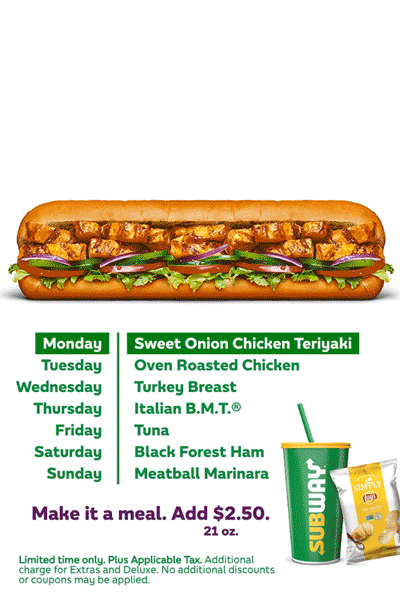 Monday Sweet Onion Chicken Teriyaki
Tuesday Oven Roasted Chicken
Wednesday Turkey Breast
Thursday Italian B.M.T.®
Friday Tuna
Saturday Black Forest Ham
Sunday Meatball Marinara
SUBWAY
SIMPLY
Lay's
Make it a meal. Add $2.50.
21 oz.
Limited time only. Plus Applicable Tax. Additional
charge for Extras and Deluxe. No additional discounts
or coupons may be applied.